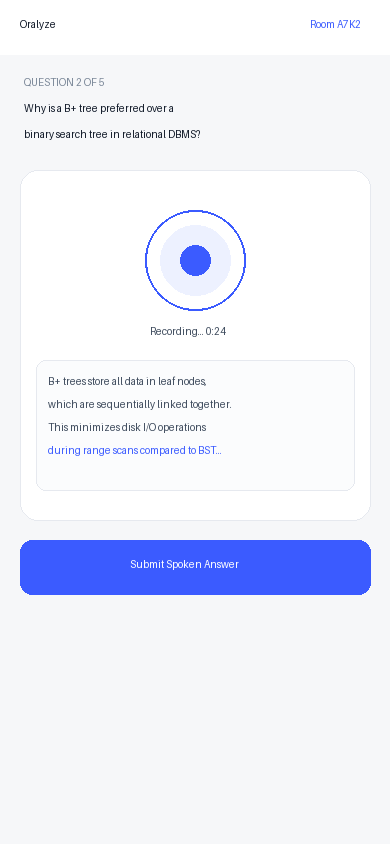 Oralyze
Room A7K2
QUESTION 2 OF 5
Why is a B+ tree preferred over a
binary search tree in relational DBMS?
Recording... 0:24
B+ trees store all data in leaf nodes,
which are sequentially linked together.
This minimizes disk I/O operations
during range scans compared to BST...
Submit Spoken Answer